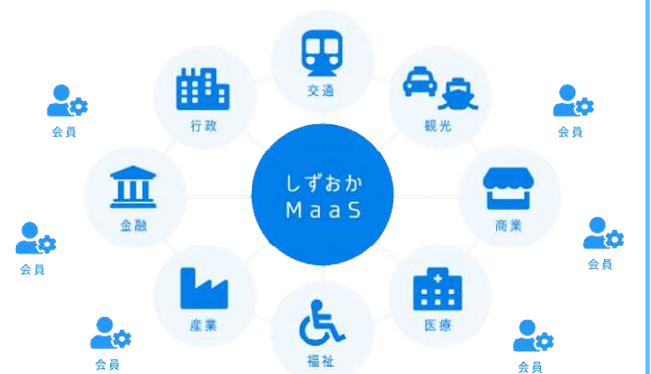 交通
行政
観光
会員
会員
しずおか
MaaS
金融
商業
会員
会員
産業
医療
福祉
会員
会員